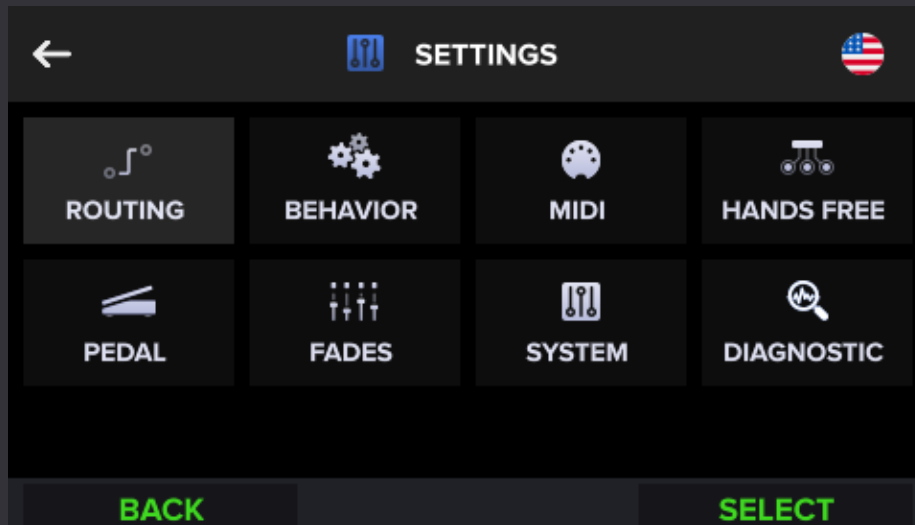 SETTINGS
ROUTING BEHAVIOR MIDI HANDS FREE
PEDAL FADES SYSTEM DIAGNOSTIC
BACK SELECT